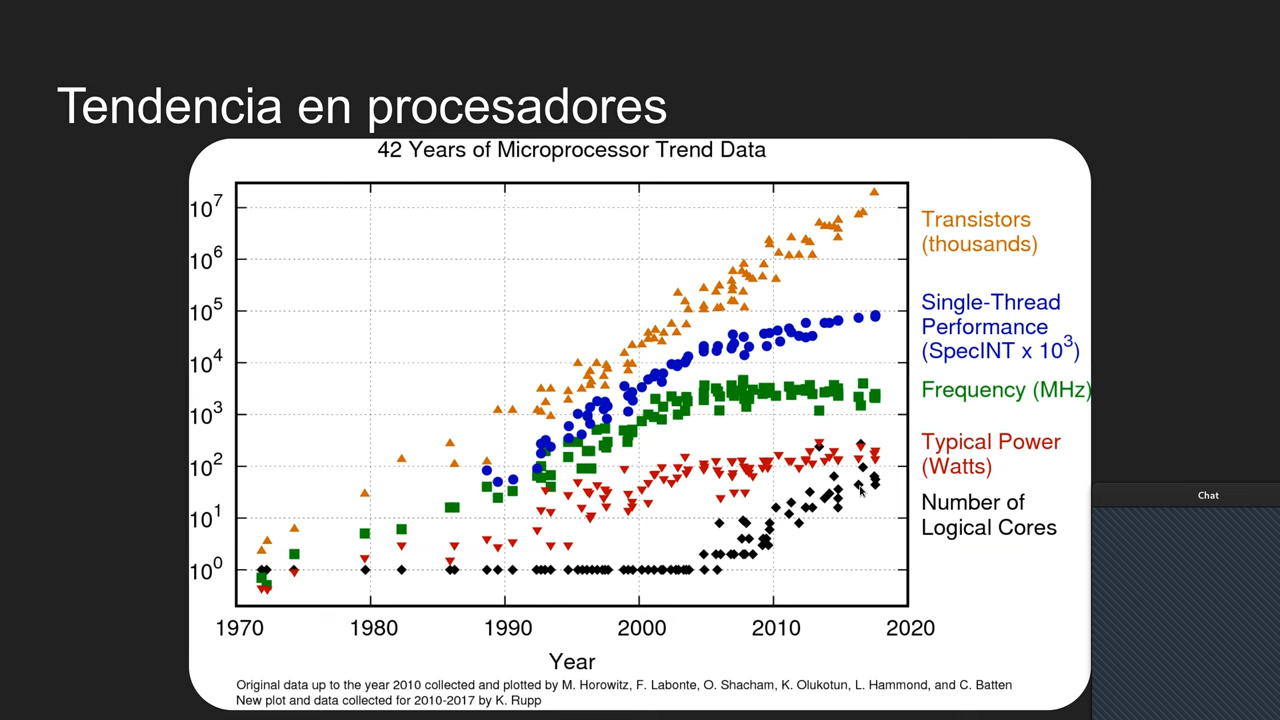 Tendencia en procesadores
42 Years of Microprocessor Trend Data
10^7
10^6
10^5
10^4
10^3
10^2
10^1
10^0
1970 1980 1990 2000 2010 2020
Year
Transistors
(thousands)
Single-Thread
Performance
(SpecINT x 10^3)
Frequency (MHz)
Typical Power
(Watts)
Number of
Logical Cores
Original data up to the year 2010 collected and plotted by M. Horowitz, F. Labonte, O. Shacham, K. Olukotun, L. Hammond, and C. Batten
New plot and data collected for 2010-2017 by K. Rupp
Chat